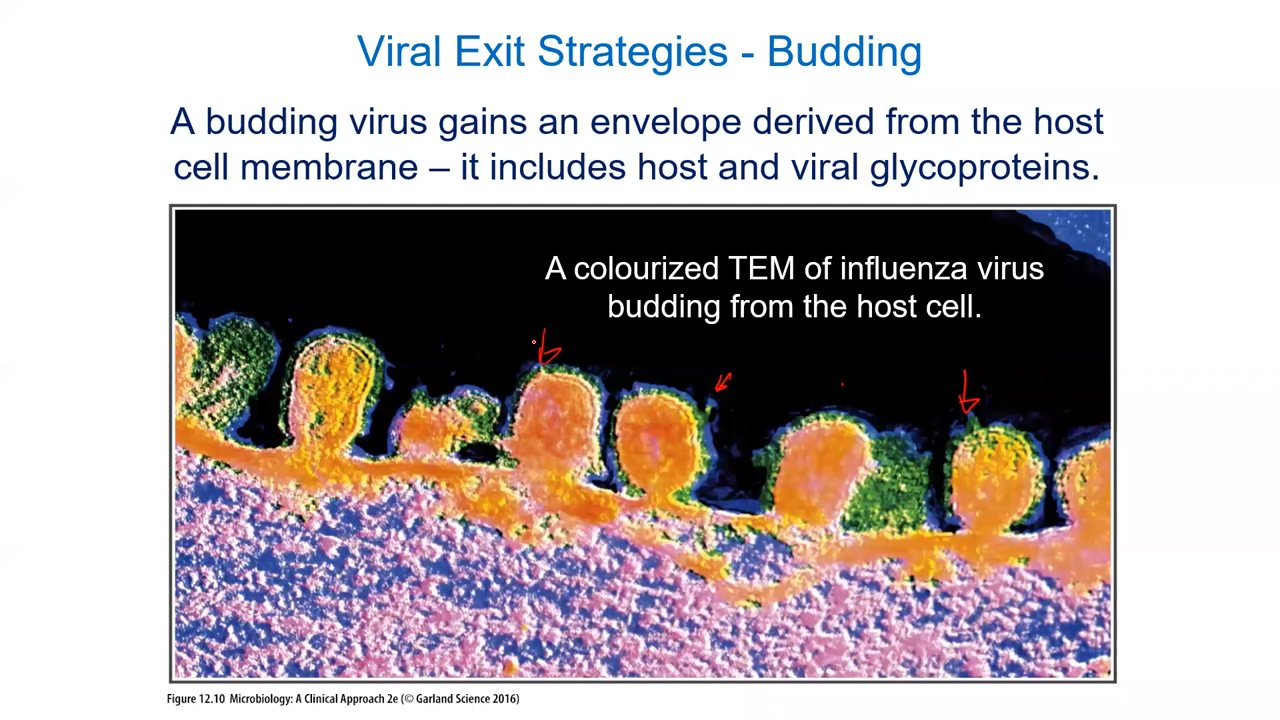 Viral Exit Strategies - Budding
A budding virus gains an envelope derived from the host
cell membrane – it includes host and viral glycoproteins.
A colourized TEM of influenza virus
budding from the host cell.
Figure 12.10 Microbiology: A Clinical Approach 2e (© Garland Science 2016)